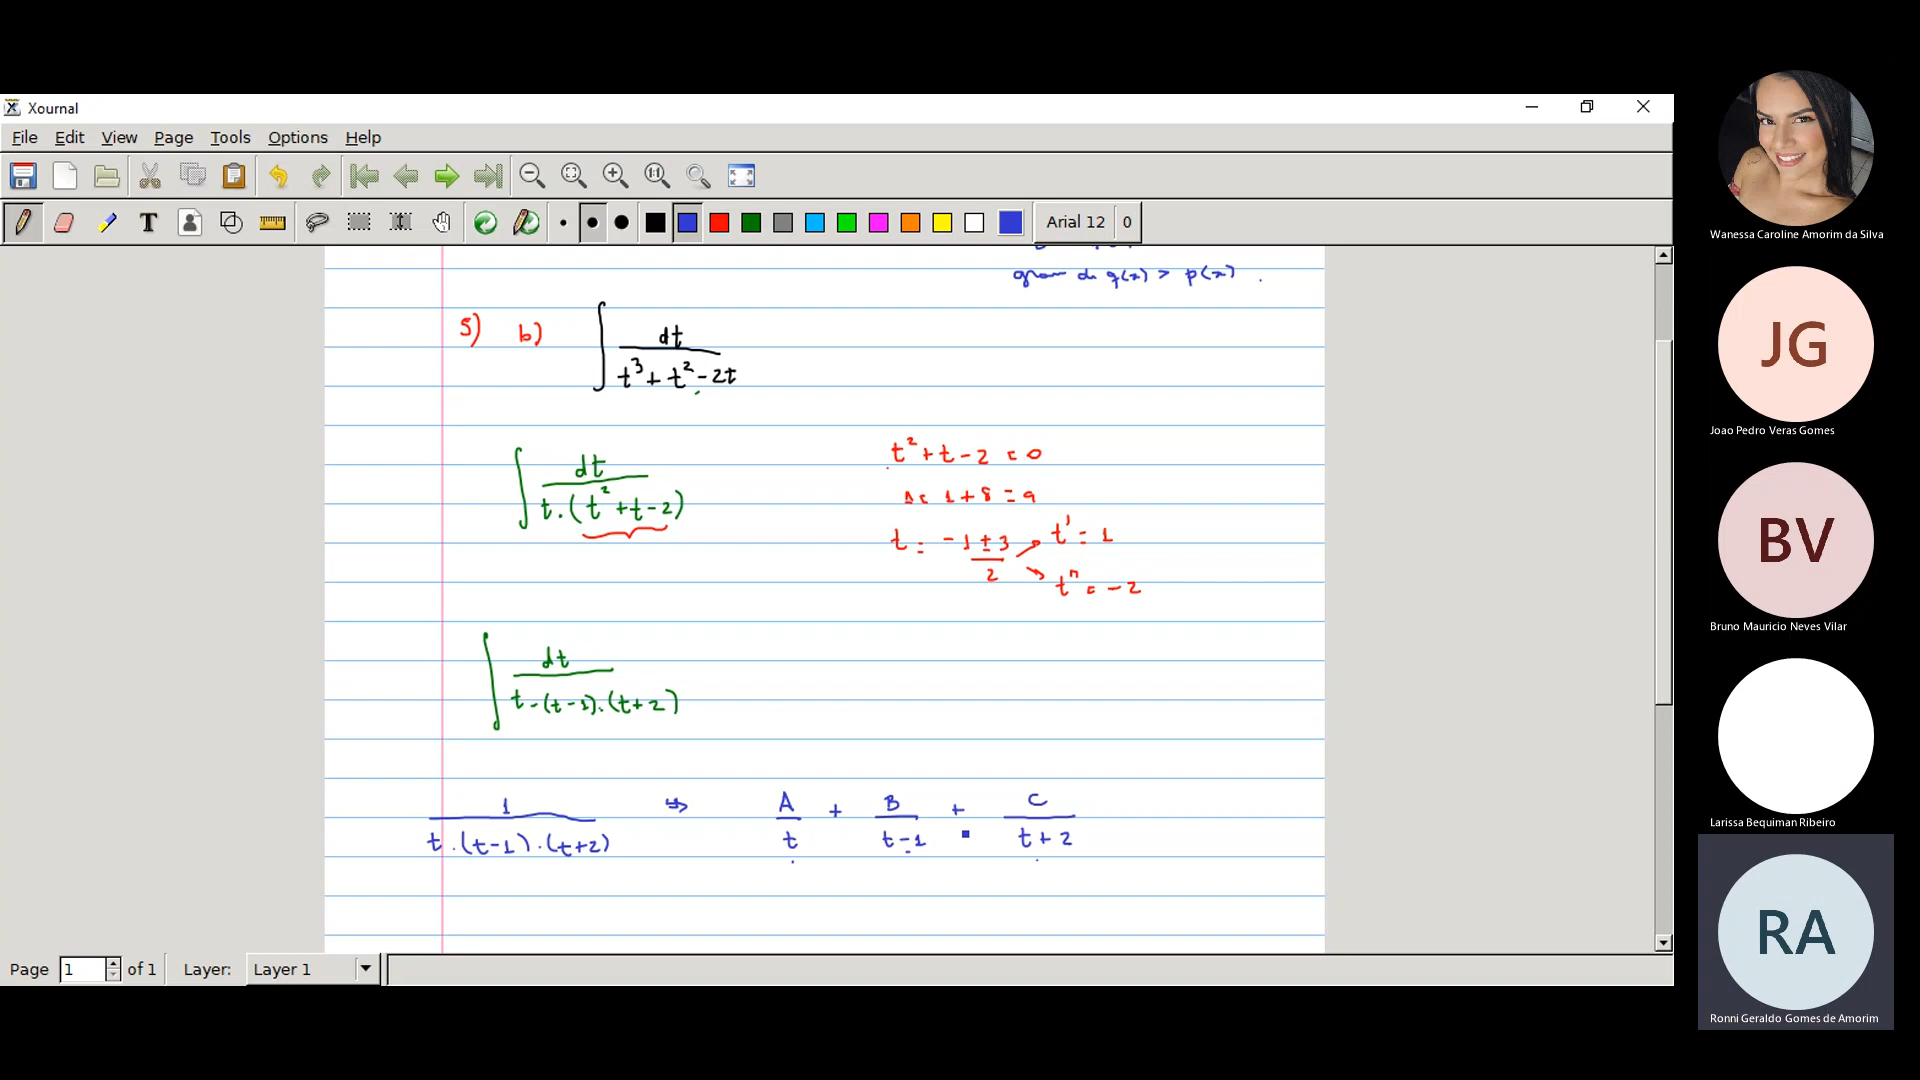 Xournal
File Edit View Page Tools Options Help
Arial 12 0
grau de q(x) > p(x).
5) b) ∫ dt / (t³ + t² - 2t)
∫ dt / (t.(t² + t - 2))
t² + t - 2 = 0
Δ = 1 + 8 = 9
t = (-1 ± 3) / 2
t' = 1
t" = -2
∫ dt / (t.(t-1).(t+2))
1 / (t.(t-1).(t+2)) ⇒ A/t + B/(t-1) + C/(t+2)
Page 1 of 1 Layer: Layer 1
Wanessa Caroline Amorim da Silva
JG
Joao Pedro Veras Gomes
BV
Bruno Mauricio Neves Vilar
Larissa Bequiman Ribeiro
RA
Ronni Geraldo Gomes de Amorim